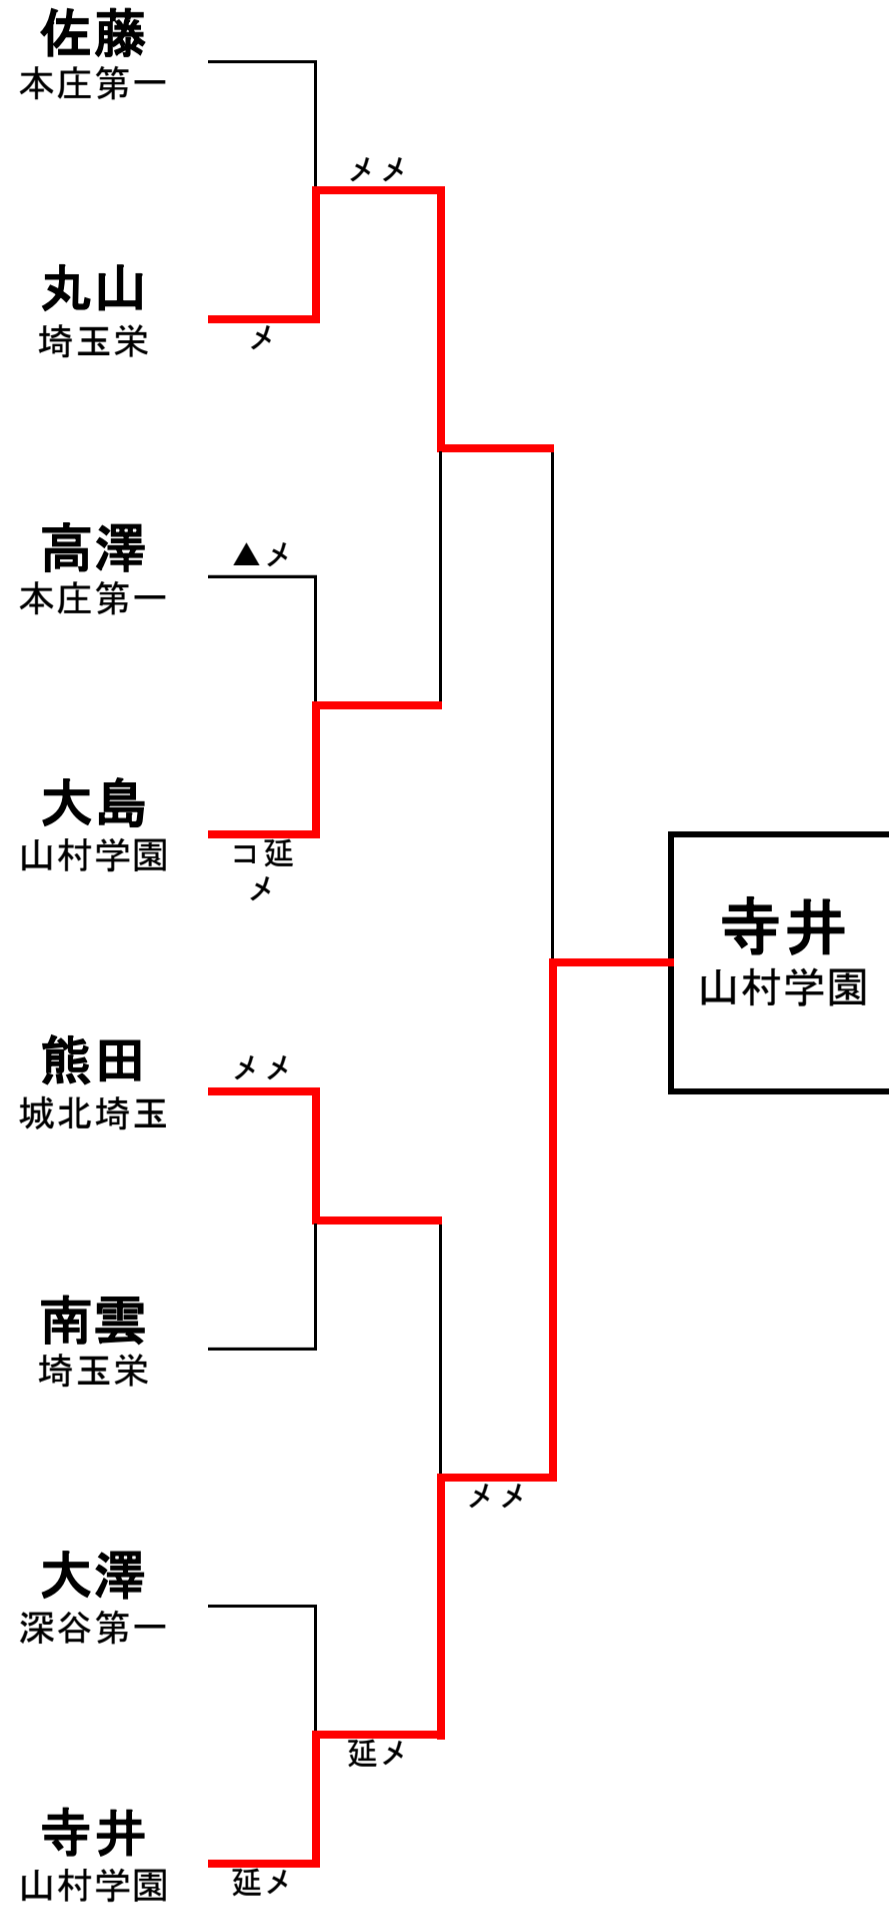 佐藤
本庄第一
メメ
丸山
埼玉栄
メ
高澤
本庄第一
▲メ
大島
山村学園
コ延
メ
寺井
山村学園
熊田
城北埼玉
メメ
南雲
埼玉栄
メメ
大澤
深谷第一
延メ
寺井
山村学園
延メ